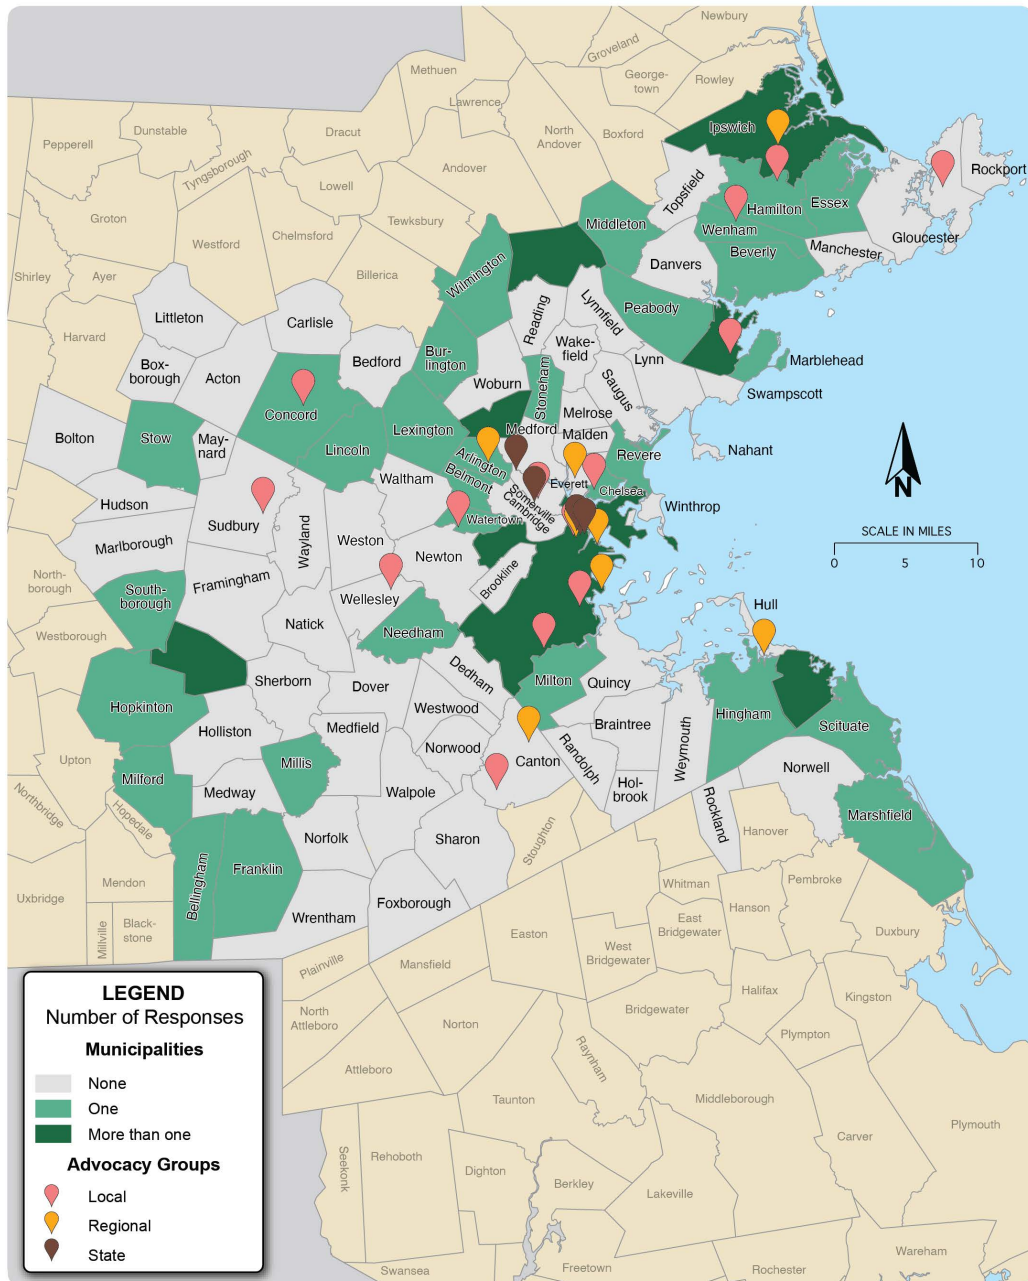 Newbury
Groveland
Methuen
George-
town
Rowley
Lawrence
Ipswich
Dunstable
Dracut
North
Andover
Boxford
Pepperell
Andover
Tyngsborough
Lowell
Topsfield
Rockport
Hamilton
Essex
Groton
Tewksbury
Middleton
Wenham
Chelmsford
Westford
Gloucester
Manchester
Beverly
Shirley
Ayer
Billerica
Danvers
Wilmington
Littleton
Carlisle
Reading
Lynnfield
Peabody
Harvard
Bedford
Bur-
lington
Wake-
field
Box-
borough
Acton
Woburn
Stoneham
Saugus
Lynn
Marblehead
Swampscott
Concord
Melrose
Bolton
Stow
May-
nard
Lincoln
Lexington
Medford
Malden
Revere
Nahant
Arlington
Belmont
Everett
Chelsea
Waltham
Somerville
Cambridge
Hudson
Sudbury
Watertown
Winthrop
N
SCALE IN MILES
0 5 10
Marlborough
Wayland
Weston
Newton
Brookline
North-
borough
Framingham
South-
borough
Wellesley
Hull
Westborough
Natick
Needham
Sherborn
Dover
Dedham
Milton
Quincy
Hopkinton
Westwood
Hingham
Scituate
Holliston
Medfield
Braintree
Weymouth
Upton
Norwood
Canton
Randolph
Millis
Norwell
Milford
Medway
Walpole
Hol-
brook
Northbridge
Hopedale
Rockland
Marshfield
Norfolk
Sharon
Stoughton
Hanover
Bellingham
Franklin
Mendon
Whitman
Pembroke
Uxbridge
Foxborough
Hanson
Wrentham
Millville
Black-
stone
Easton
East
Bridgewater
Duxbury
West
Bridgewater
Plainville
Mansfield
Halifax
Kingston
North
Attleboro
Norton
Bridgewater
Plympton
Attleboro
Raynham
Taunton
Middleborough
Plymouth
Carver
Seekonk
Rehoboth
Dighton
Berkley
Lakeville
Wareham
Swansea
Freetown
Rochester
LEGEND
Number of Responses
Municipalities
None
One
More than one
Advocacy Groups
Local
Regional
State